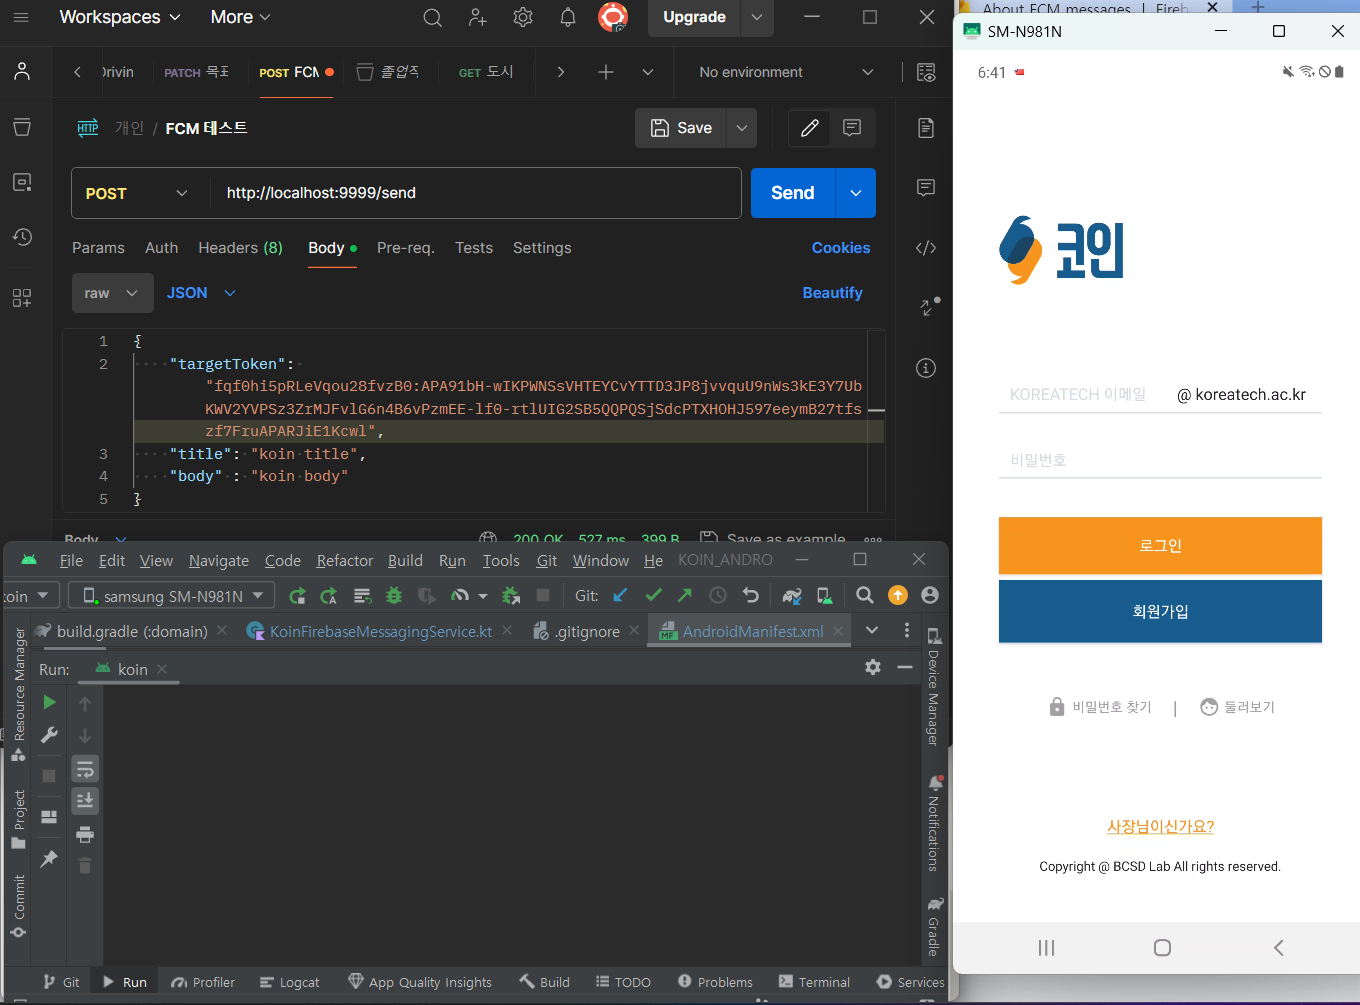 Workspaces
More
Upgrade
About FCM messages | Fireb
SM-N981N
Orivin
PATCH 목표
POST FCM
졸업작
GET 도시
No environment
6:41
HTTP 개인 / FCM 테스트
Save
POST
http://localhost:9999/send
Send
Params
Auth
Headers (8)
Body
Pre-req.
Tests
Settings
Cookies
raw
JSON
Beautify
1 {
2 "targetToken":
"fqf0hi5pRLeVqou28fvzB0:APA91bH-wIKPWNSsVHTEYCvYTTD3JP8jvvquU9nWs3kE3Y7Ub
KWV2YVPSz3ZrMJFvlG6n4B6vPzmEE-lf0-rtlUIG2SB5QQPQSjSdcPTXHOHJ597eeymB27tfs
zf7FruAPARJiE1Kcwl",
3 "title": "koin title",
4 "body" : "koin body"
5 }
Body
200 OK
527 ms
399 B
Save as example
File Edit View Navigate Code Refactor Build Run Tools Git Window He KOIN_ANDRO
koin
samsung SM-N981N
Git:
build.gradle (:domain)
KoinFirebaseMessagingService.kt
.gitignore
MF AndroidManifest.xml
Run: koin
Resource Manager
Project
Commit
Device Manager
Notifications
Gradle
Git
Run
Profiler
Logcat
App Quality Insights
Build
TODO
Problems
Terminal
Services
코인
KOREATECH 이메일
@ koreatech.ac.kr
비밀번호
로그인
회원가입
비밀번호 찾기 | 둘러보기
사장님이신가요?
Copyright @ BCSD Lab All rights reserved.